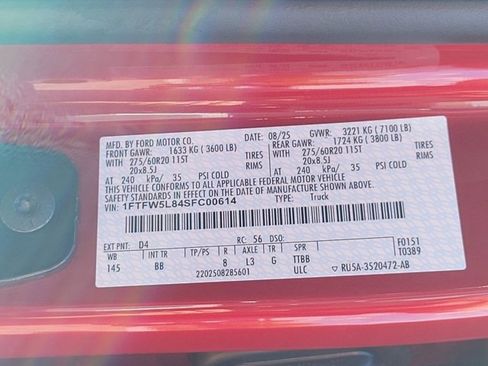 MFD. BY FORD MOTOR CO. 08/25 GVWR: 3221 KG (7100 LB)
FRONT GAWR: 1633 KG (3600 LB) REAR GAWR: 1724 KG (3800 LB)
WITH 275/60R20 115T WITH 275/60R20 115T
20x8.5J 20x8.5J
AT 240 kPa/ 35 PSI COLD AT 240 kPa/ 35 PSI COLD
THIS VEHICLE CONFORMS TO ALL APPLICABLE FEDERAL MOTOR VEHICLE
SAFETY STANDARDS IN EFFECT ON THE DATE OF MANUFACTURE SHOWN ABOVE.
VIN: 1FTFW5L84SFC00614 TYPE: Truck
EXT PNT: D4 RC: 56 DSO: F0151
WB INT TR TP/PS R AXLE TR SPR T0389
145 BB 8 L3 G TTBB
2202508285601 ULC RU5A-3520472-AB